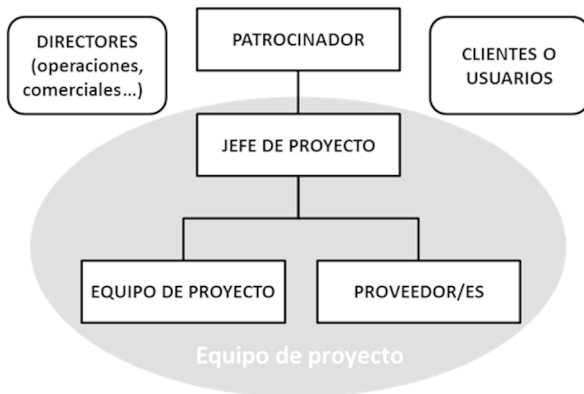 DIRECTORES
(operaciones,
comerciales...)
PATROCINADOR
CLIENTES O
USUARIOS
JEFE DE PROYECTO
EQUIPO DE PROYECTO
PROVEEDOR/ES
Equipo de proyecto